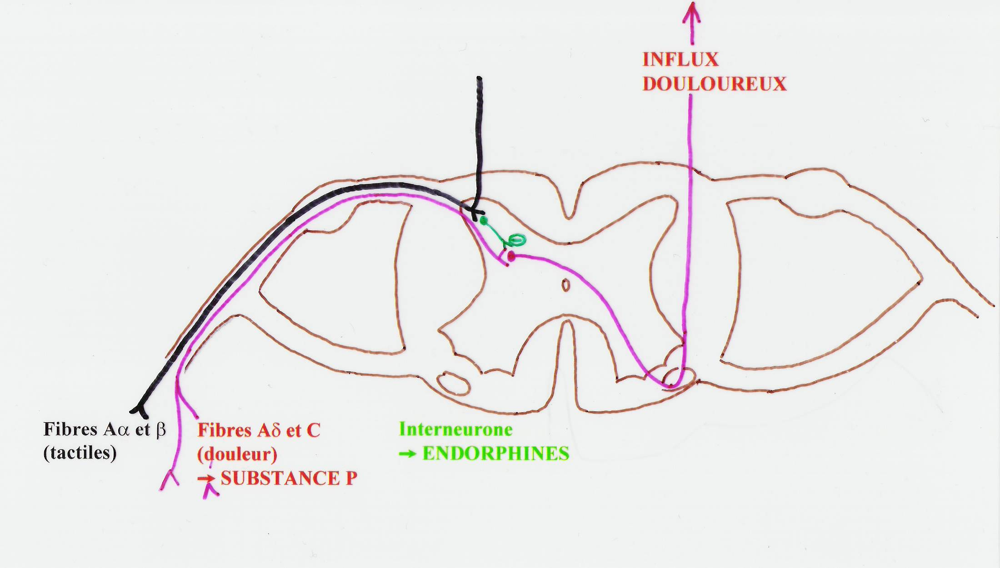 INFLUX
DOULOUREUX
Fibres Aα et β
(tactiles)
Fibres Aδ et C
(douleur)
→ SUBSTANCE P
Interneurone
→ ENDORPHINES